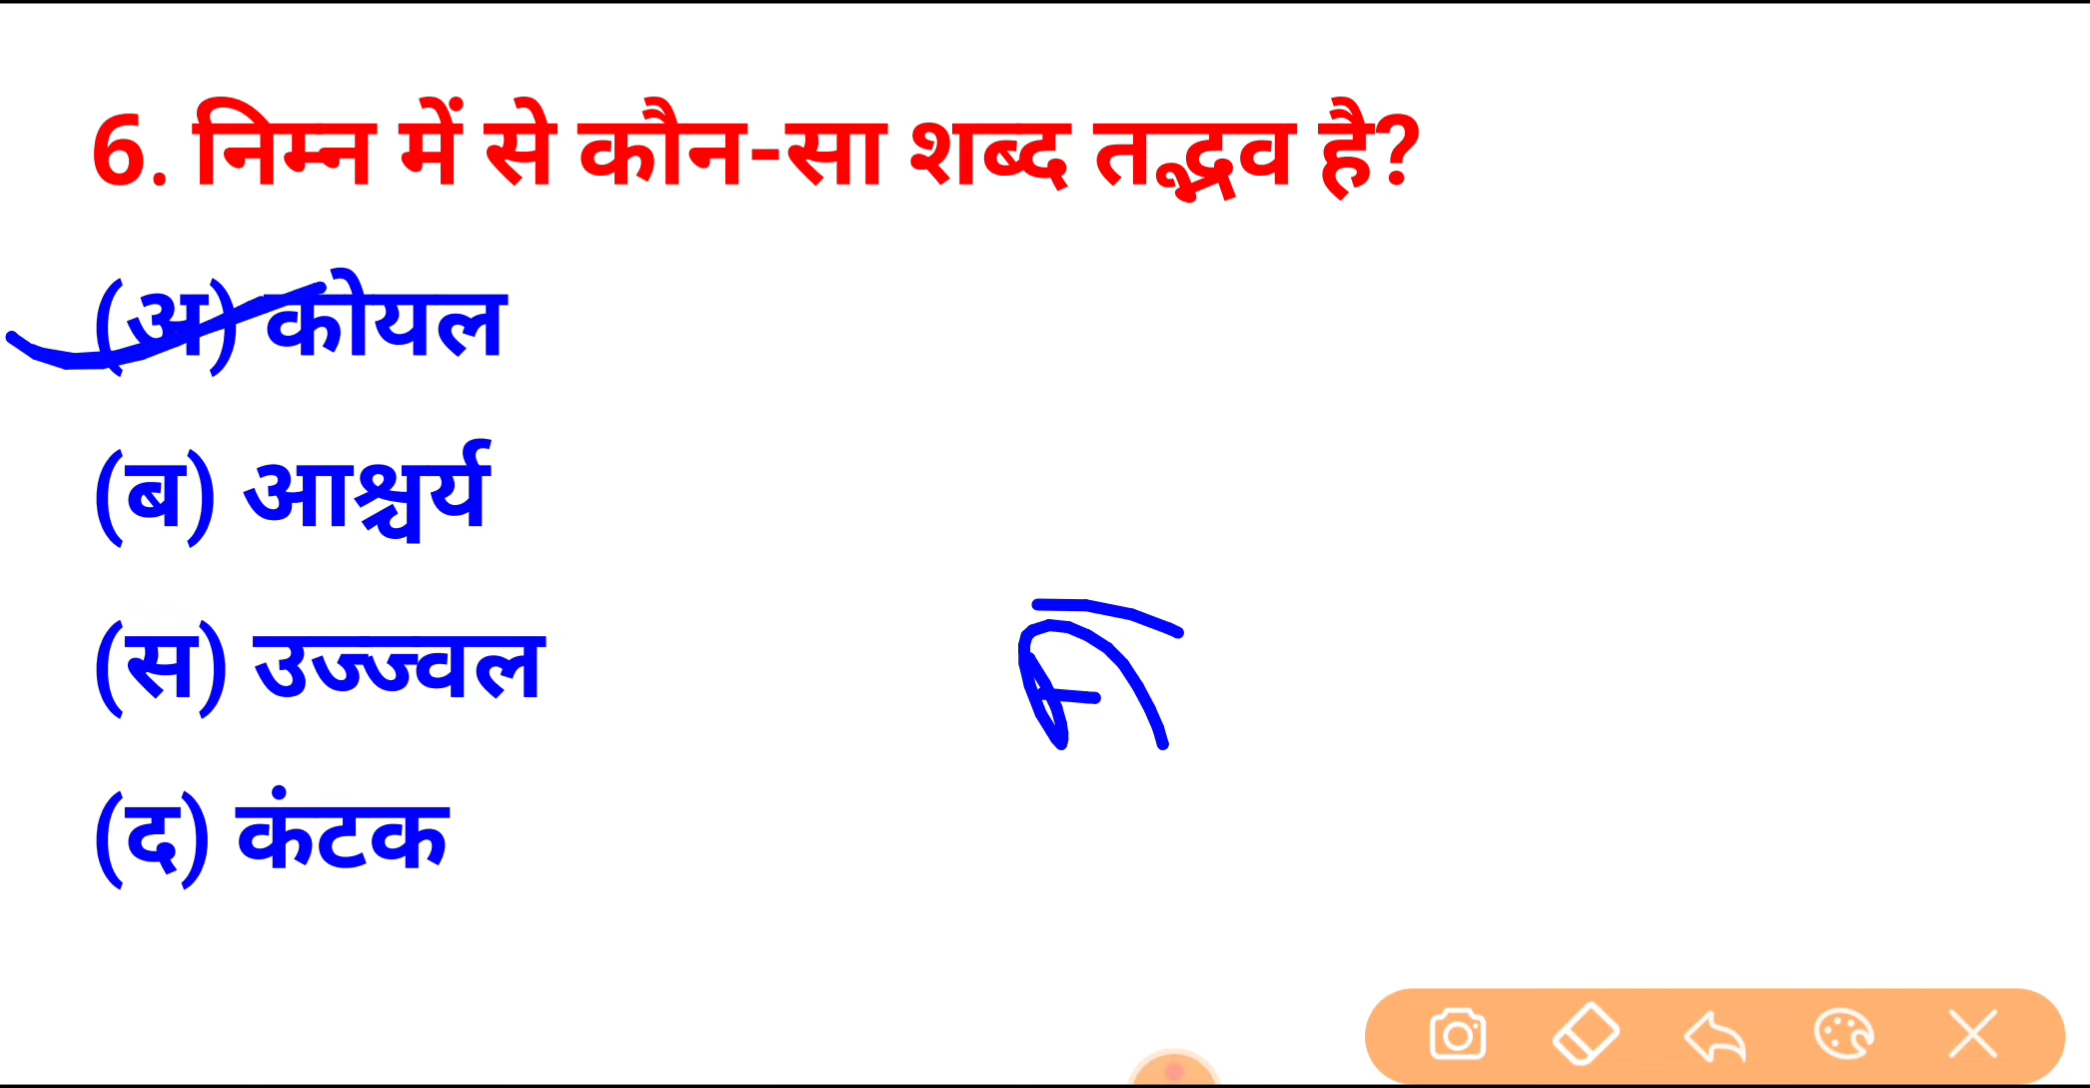 6. निम्न में से कौन-सा शब्द तद्भव है?
(अ) कोयल
(ब) आश्चर्य
(स) उज्ज्वल
(द) कंटक